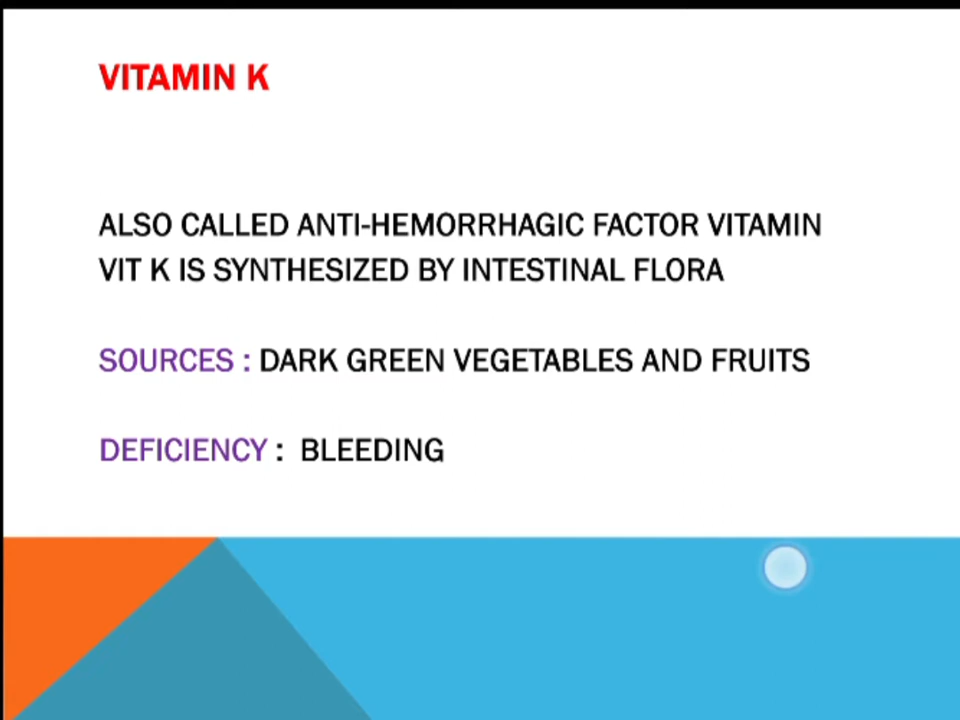 VITAMIN K
ALSO CALLED ANTI-HEMORRHAGIC FACTOR VITAMIN
VIT K IS SYNTHESIZED BY INTESTINAL FLORA
SOURCES : DARK GREEN VEGETABLES AND FRUITS
DEFICIENCY : BLEEDING